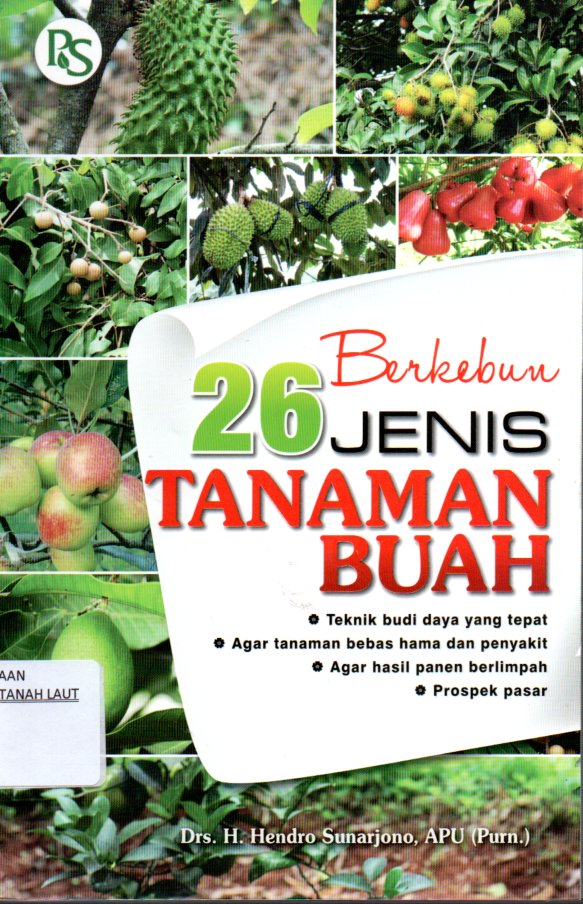 PS
Berkebun
26 JENIS
TANAMAN
BUAH
Teknik budi daya yang tepat
Agar tanaman bebas hama dan penyakit
Agar hasil panen berlimpah
Prospek pasar
AAN
TANAH LAUT
Drs. H. Hendro Sunarjono, APU (Purn.)